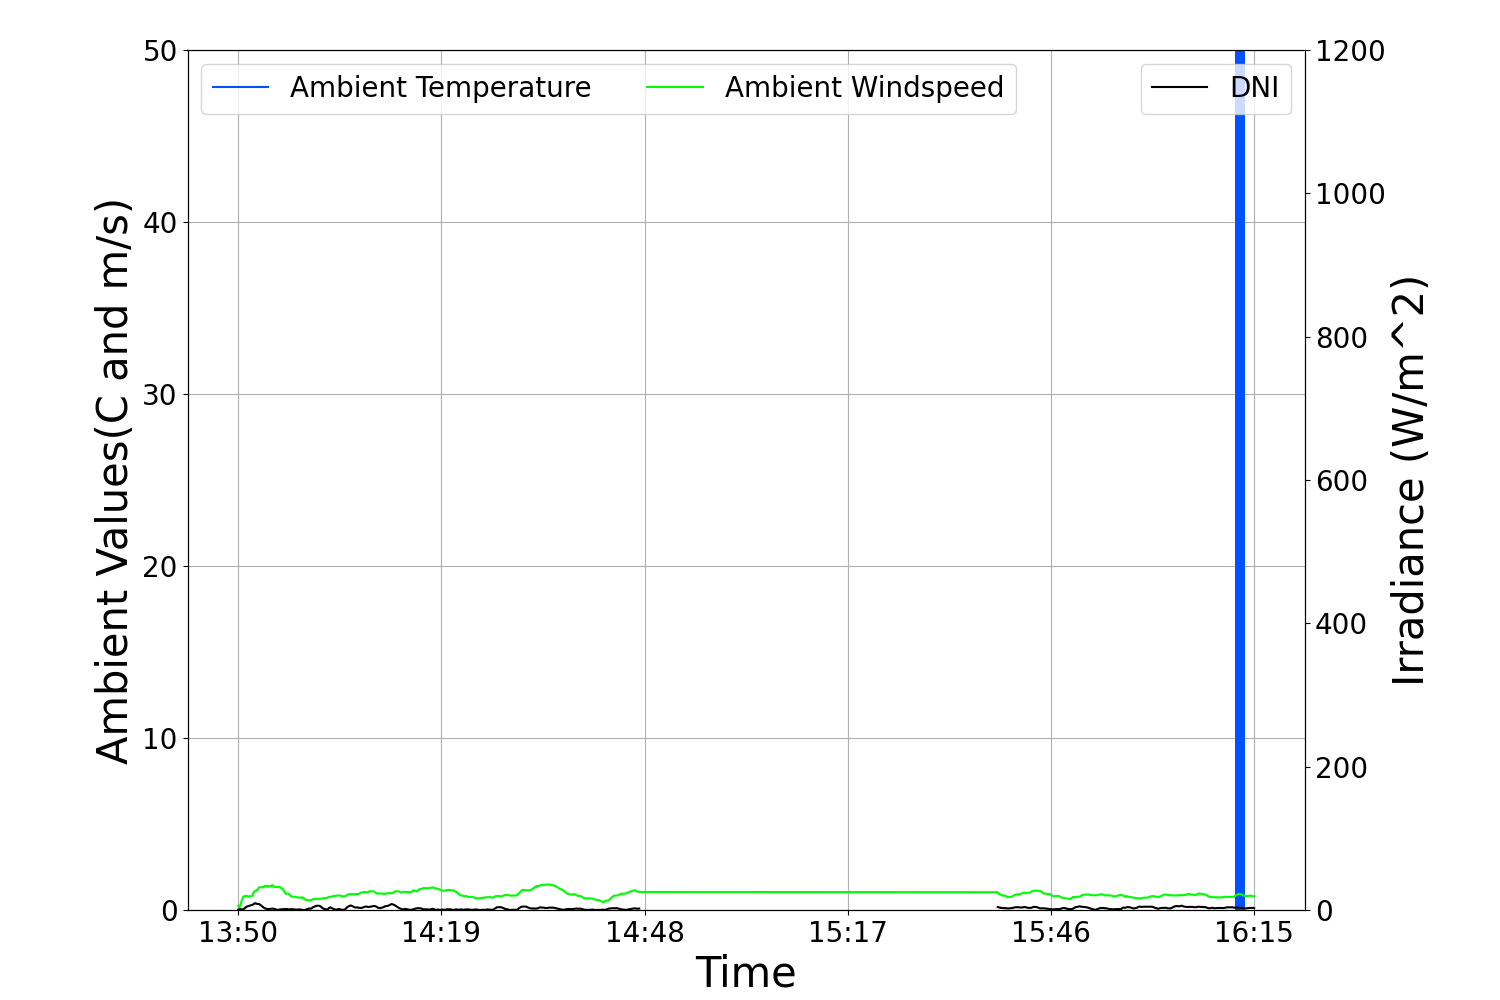 Ambient Temperature
Ambient Windspeed
DNI
Ambient Values(C and m/s)
50
40
30
20
10
0
1200
1000
800
600
400
200
0
Irradiance (W/m^2)
13:50 14:19 14:48 15:17 15:46 16:15
Time